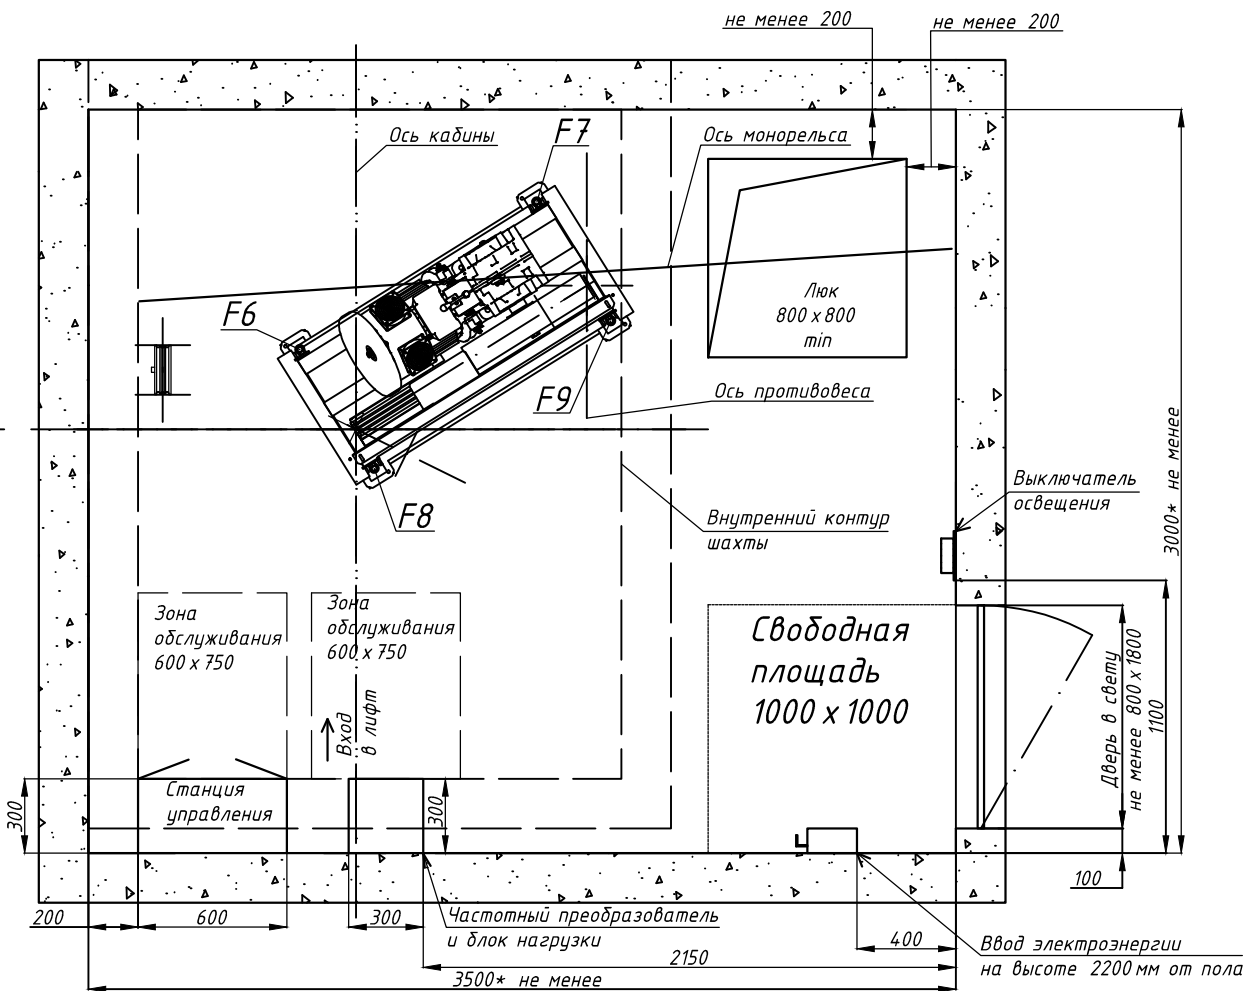 не менее 200
не менее 200
Ось кабины
F7
Ось монорельса
F6
Люк
800 x 800
min
F9
Ось противовеса
3000* не менее
Выключатель
освещения
F8
Внутренний контур
шахты
Зона
обслуживания
600 x 750
Зона
обслуживания
600 x 750
Свободная
площадь
1000 x 1000
Дверь в свету
не менее 800 x 1800
1100
Вход
в лифт
Станция
управления
300
300
100
200
600
300
Частотный преобразователь
и блок нагрузки
400
Ввод электроэнергии
на высоте 2200 мм от пола
2150
3500* не менее